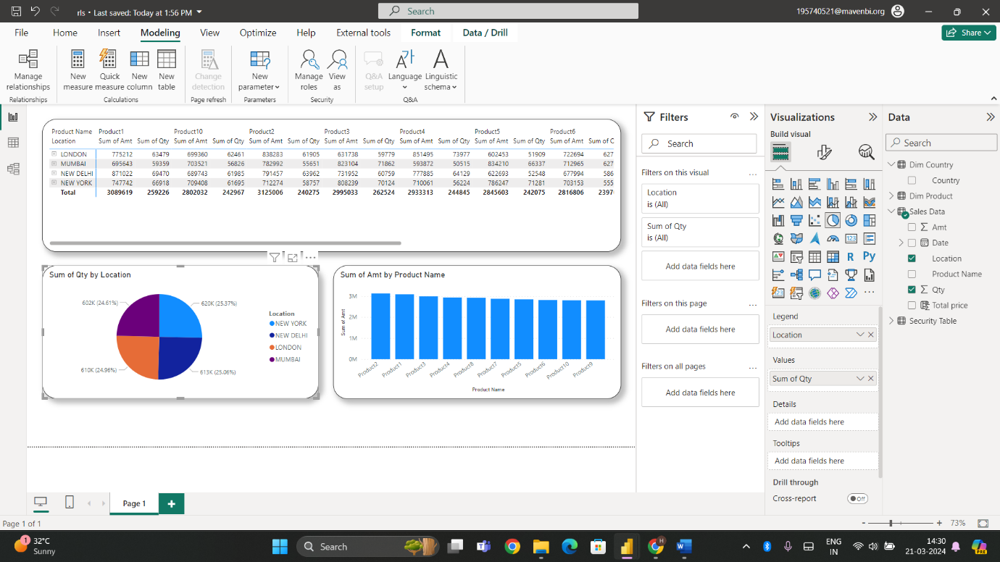 rls • Last saved: Today at 1:56 PM
Search
195740521@mavenbi.org
File Home Insert Modeling View Optimize Help External tools Format Data / Drill
Share
Manage relationships
New measure
Quick measure
New column
New table
Change detection
New parameter
Manage roles
View as
Q&A setup
Language
Linguistic schema
Relationships Calculations Page refresh Parameters Security Q&A
Product Name Product1 Product10 Product2 Product3 Product4 Product5 Product6
Location Sum of Amt Sum of Qty Sum of Amt Sum of Qty Sum of Amt Sum of Qty Sum of Amt Sum of Qty Sum of Amt Sum of Qty Sum of Amt Sum of Qty Sum of Amt Sum of
LONDON 775212 63479 699360 62461 838283 61905 631738 59779 851495 73977 602453 51909 722694 627
MUMBAI 695643 59359 703521 56826 782992 55651 823104 71862 593872 50515 834210 66337 712965 627
NEW DELHI 871022 69470 689743 61985 791457 63962 731952 60759 777885 64129 622693 52548 677994 586
NEW YORK 747742 66918 709408 61695 712274 58757 808239 70124 710061 56224 786247 71281 703153 555
Total 3089619 259226 2802032 242967 3125006 240275 2995033 262524 2933313 244845 2845603 242075 2816806 2397
Sum of Qty by Location
602K (24.61%)
620K (25.37%)
610K (24.96%)
613K (25.06%)
Location
NEW YORK
NEW DELHI
LONDON
MUMBAI
Sum of Amt by Product Name
Sum of Amt
3M
2M
1M
0M
Product2 Product1 Product3 Product4 Product8 Product7 Product5 Product6 Product10 Product9
Product Name
Filters
Search
Filters on this visual ...
Location
is (All)
Sum of Qty
is (All)
Add data fields here
Filters on this page ...
Add data fields here
Filters on all pages ...
Add data fields here
Visualizations
Build visual
123
R
Py
123
...
Legend
Location
Values
Sum of Qty
Details
Add data fields here
Tooltips
Add data fields here
Drill through
Cross-report Off
Data
Search
Dim Country
Country
Dim Product
Sales Data
Σ Amt
Date
Location
Product Name
Σ Qty
Total price
Security Table
Page 1
+
Page 1 of 1
- + 73%
1
32°C
Sunny
Search
H
W
ENG
IN
14:30
21-03-2024
PRE